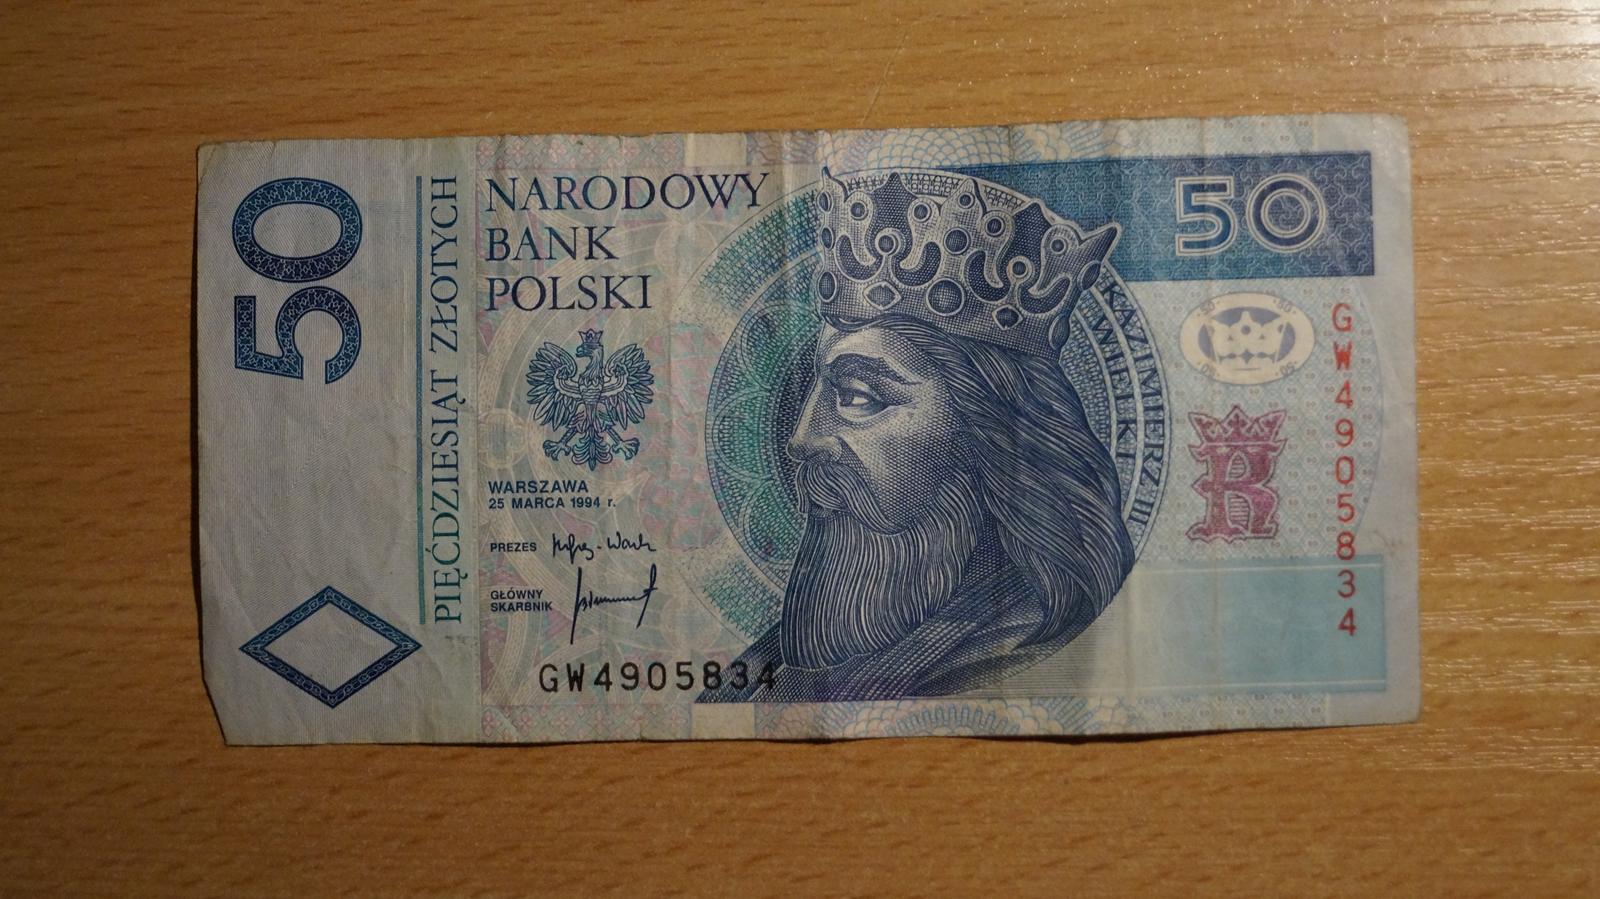 50
PIĘĆDZIESIĄT ZŁOTYCH
NARODOWY
BANK
POLSKI
WARSZAWA
25 MARCA 1994 r.
PREZES
GŁÓWNY
SKARBNIK
GW4905834
KAZIMIERZ III
WIELKI
50
GW4905834